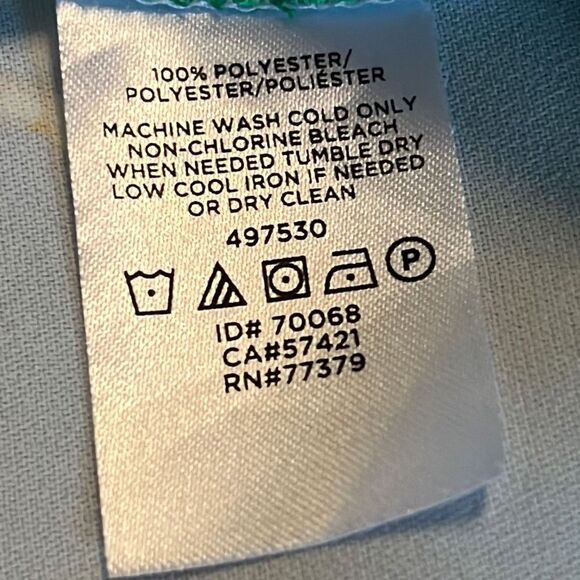 100% POLYESTER/
POLYESTER/POLIÉSTER
MACHINE WASH COLD ONLY
NON-CHLORINE BLEACH
WHEN NEEDED TUMBLE DRY
LOW COOL IRON IF NEEDED
OR DRY CLEAN
497530
P
ID# 70068
CA#57421
RN#77379